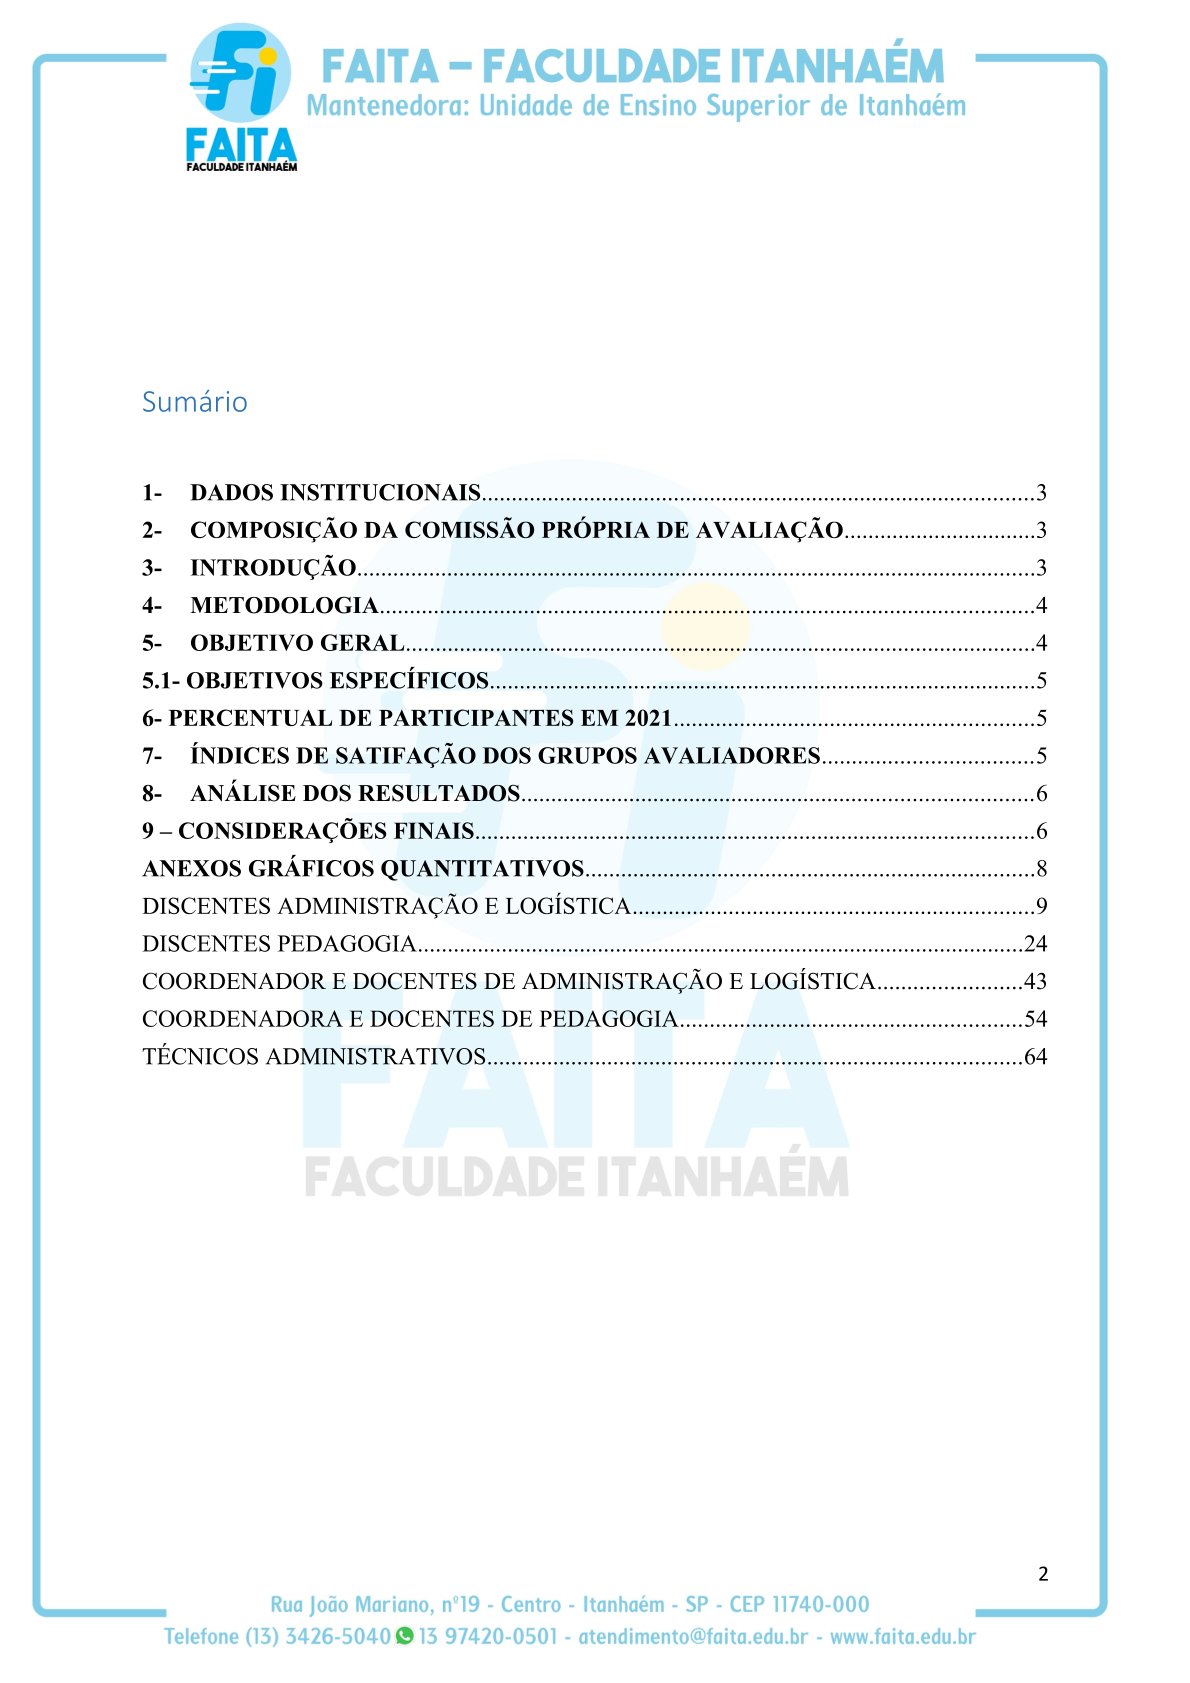 FAITA – FACULDADE ITANHAÉM
Mantenedora: Unidade de Ensino Superior de Itanhaém
Fi
FAITA
FACULDADE ITANHAÉM
Sumário
1- DADOS INSTITUCIONAIS...3
2- COMPOSIÇÃO DA COMISSÃO PRÓPRIA DE AVALIAÇÃO...3
3- INTRODUÇÃO...3
4- METODOLOGIA...4
5- OBJETIVO GERAL...4
5.1- OBJETIVOS ESPECÍFICOS...5
6- PERCENTUAL DE PARTICIPANTES EM 2021...5
7- ÍNDICES DE SATIFAÇÃO DOS GRUPOS AVALIADORES...5
8- ANÁLISE DOS RESULTADOS...6
9 – CONSIDERAÇÕES FINAIS...6
ANEXOS GRÁFICOS QUANTITATIVOS...8
DISCENTES ADMINISTRAÇÃO E LOGÍSTICA...9
DISCENTES PEDAGOGIA...24
COORDENADOR E DOCENTES DE ADMINISTRAÇÃO E LOGÍSTICA...43
COORDENADORA E DOCENTES DE PEDAGOGIA...54
TÉCNICOS ADMINISTRATIVOS...64
FAITA
FACULDADE ITANHAÉM
2
Rua João Mariano, nº19 - Centro - Itanhaém - SP - CEP 11740-000
Telefone (13) 3426-5040 13 97420-0501 - atendimento@faita.edu.br - www.faita.edu.br